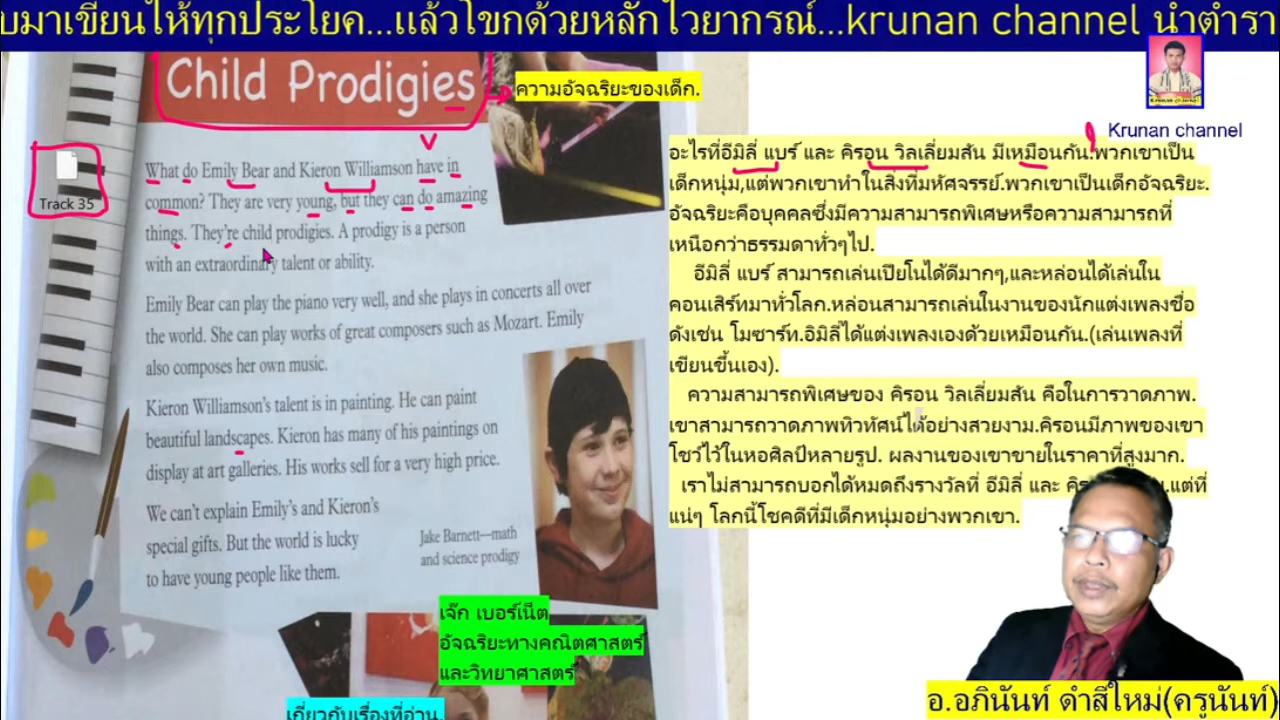 บมาเขียนให้ทุกประโยค...แล้วโขกด้วยหลักไวยากรณ์...krunan channel นำตำรา
Child Prodigies
ความอัจฉริยะของเด็ก.
Krunan channel
Track 35
What do Emily Bear and Kieron Williamson have in
common? They are very young, but they can do amazing
things. They're child prodigies. A prodigy is a person
with an extraordinary talent or ability.
Emily Bear can play the piano very well, and she plays in concerts all over
the world. She can play works of great composers such as Mozart. Emily
also composes her own music.
Kieron Williamson's talent is in painting. He can paint
beautiful landscapes. Kieron has many of his paintings on
display at art galleries. His works sell for a very high price.
We can't explain Emily's and Kieron's
special gifts. But the world is lucky
to have young people like them.
Jake Barnett—math
and science prodigy
อะไรที่อีมิลี่ แบร์ และ คิรอน วิลเลี่ยมสัน มีเหมือนกัน.พวกเขาเป็น
เด็กหนุ่ม,แต่พวกเขาทำในสิ่งที่มหัศจรรย์.พวกเขาเป็นเด็กอัจฉริยะ.
อัจฉริยะคือบุคคลซึ่งมีความสามารถพิเศษหรือความสามารถที่
เหนือกว่าธรรมดาทั่วๆไป.
อีมิลี่ แบร์ สามารถเล่นเปียโนได้ดีมากๆ,และหล่อนได้เล่นใน
คอนเสิร์ทมาทั่วโลก.หล่อนสามารถเล่นในงานของนักแต่งเพลงชื่อ
ดังเช่น โมซาร์ท.อิมิลี่ได้แต่งเพลงเองด้วยเหมือนกัน.(เล่นเพลงที่
เขียนขึ้นเอง).
ความสามารถพิเศษของ คิรอน วิลเลี่ยมสัน คือในการวาดภาพ.
เขาสามารถวาดภาพทิวทัศน์ได้อย่างสวยงาม.คิรอนมีภาพของเขา
โชว์ไว้ในหอศิลป์หลายรูป. ผลงานของเขาขายในราคาที่สูงมาก.
เราไม่สามารถบอกได้หมดถึงรางวัลที่ อีมิลี่ และ .แต่ที่
แน่ๆ โลกนี้โชคดีที่มีเด็กหนุ่มอย่างพวกเขา.
เจ๊ก เบอร์เน็ต
อัจฉริยะทางคณิตศาสตร์
และวิทยาศาสตร์
เกี่ยวกับเรื่องที่อ่าน.
อ.อภินันท์ ดำสีใหม่(ครูนันท์)